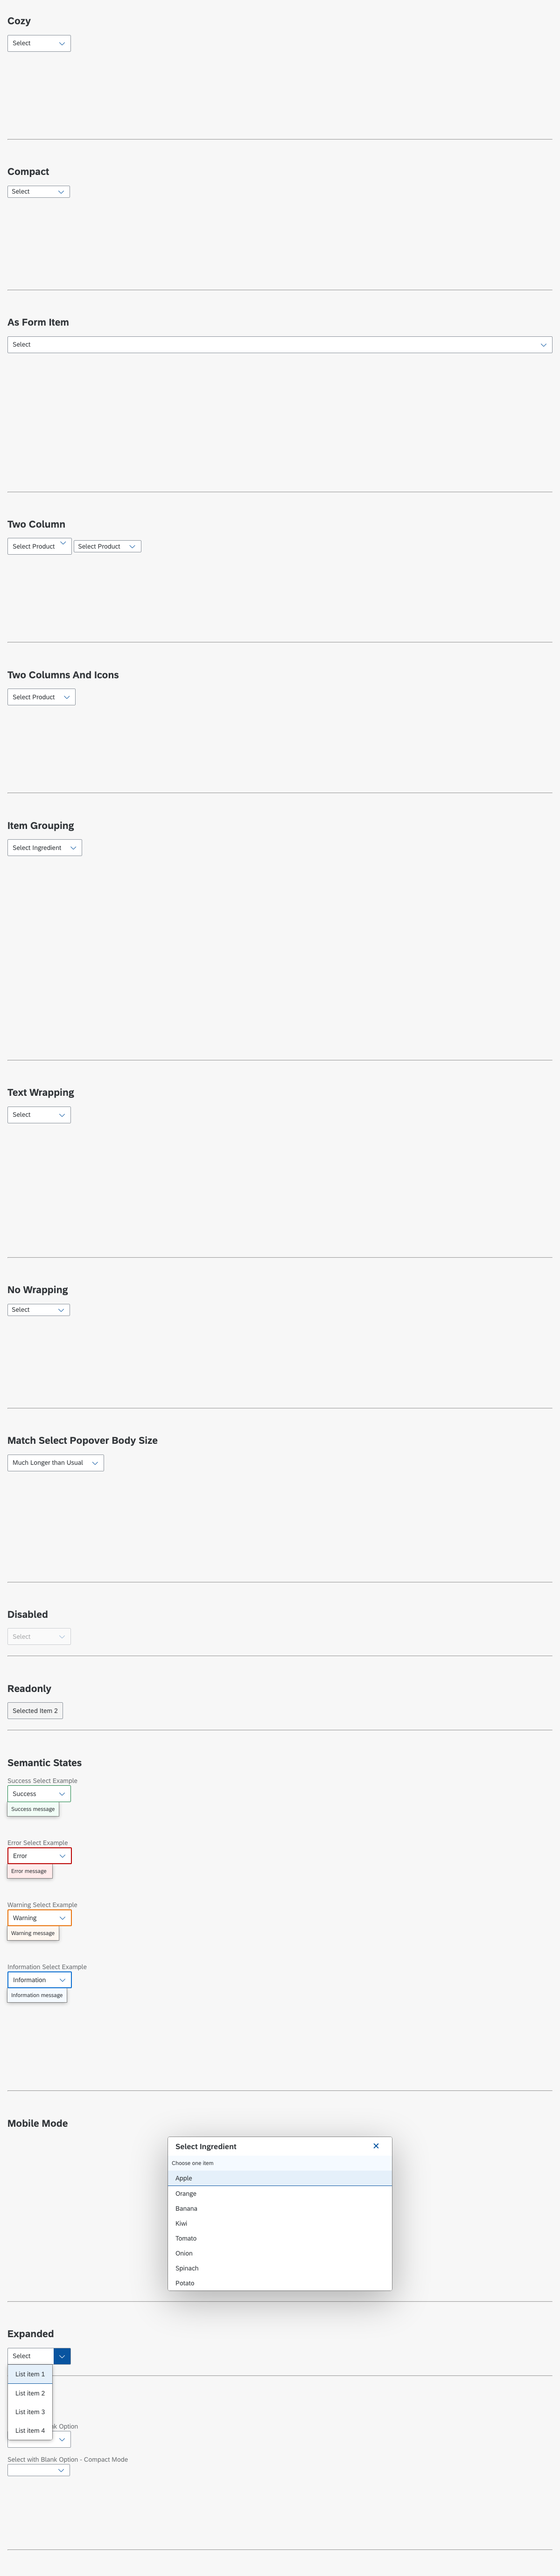 Cozy
Select
Compact
Select
As Form Item
Select
Two Column
Select Product Select Product
Two Columns And Icons
Select Product
Item Grouping
Select Ingredient
Text Wrapping
Select
No Wrapping
Select
Match Select Popover Body Size
Much Longer than Usual
Disabled
Select
Readonly
Selected Item 2
Semantic States
Success Select Example
Success
Success message
Error Select Example
Error
Error message
Warning Select Example
Warning
Warning message
Information Select Example
Information
Information message
Mobile Mode
Select Ingredient
Choose one item
Apple
Orange
Banana
Kiwi
Tomato
Onion
Spinach
Potato
Expanded
Select
List item 1
List item 2
List item 3
List item 4
Option
Select with Blank Option - Compact Mode